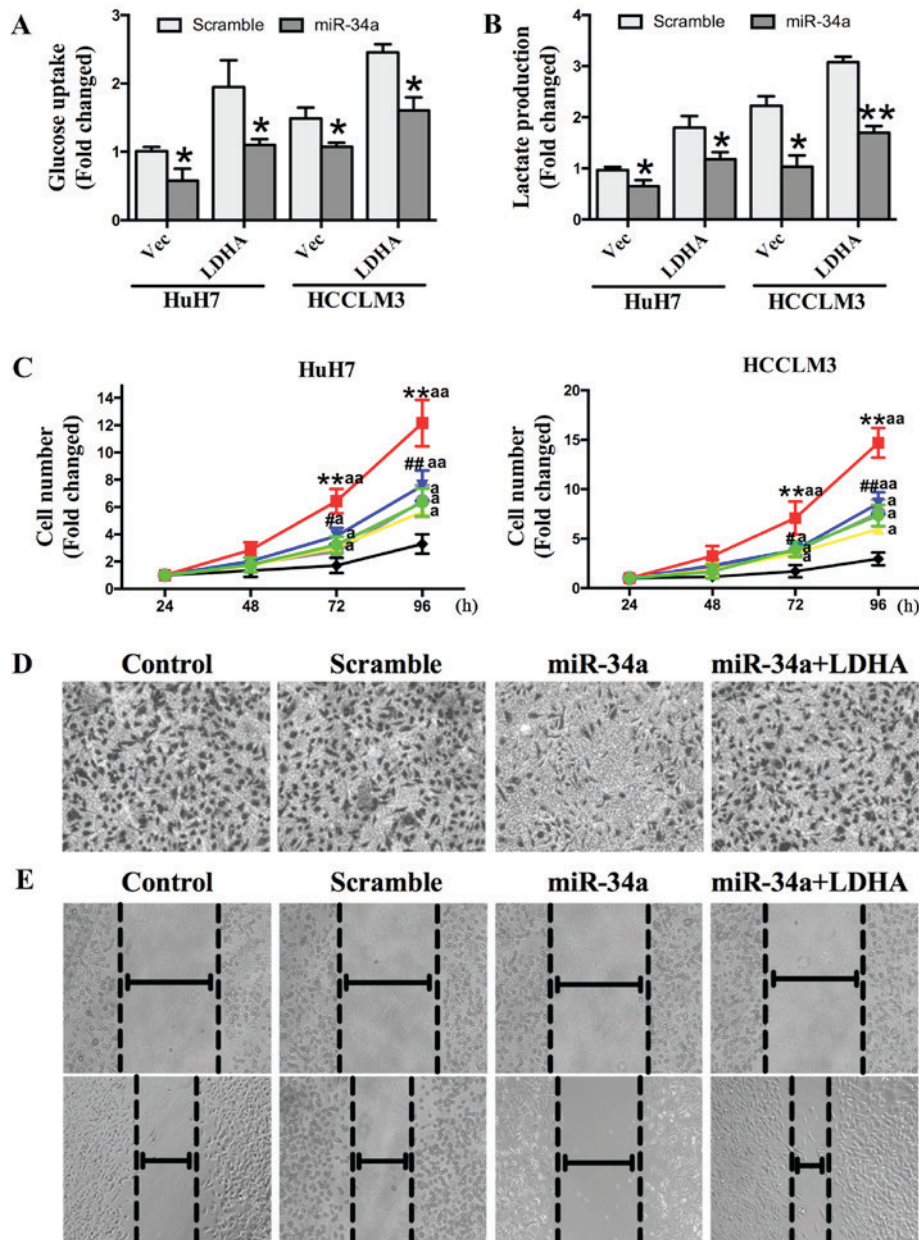 A
Scramble miR-34a
Glucose uptake
(Fold changed)
3
2
1
0
* * * *
Vec LDHA Vec LDHA
HuH7 HCCLM3
B
Scramble miR-34a
Lactate production
(Fold changed)
4
3
2
1
0
* * * **
Vec LDHA Vec LDHA
HuH7 HCCLM3
C
HuH7
Cell number
(Fold changed)
14
12
10
8
6
4
2
0
**aa
##aa
a
a
**aa
#a
a
a
24 48 72 96 (h)
HCCLM3
Cell number
(Fold changed)
20
15
10
5
0
**aa
##aa
a
a
**aa
#a
a
a
24 48 72 96 (h)
D
Control Scramble miR-34a miR-34a+LDHA
E
Control Scramble miR-34a miR-34a+LDHA